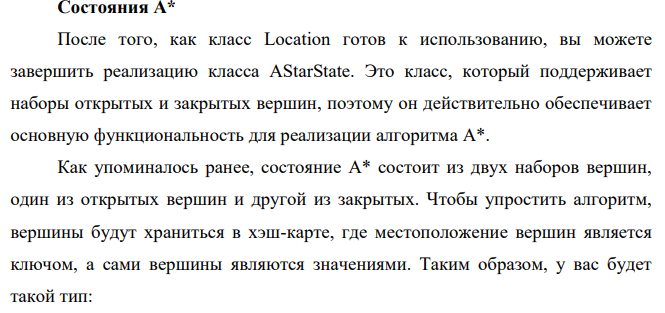 Состояния A*
После того, как класс Location готов к использованию, вы можете
завершить реализацию класса AStarState. Это класс, который поддерживает
наборы открытых и закрытых вершин, поэтому он действительно обеспечивает
основную функциональность для реализации алгоритма A*.
Как упоминалось ранее, состояние A* состоит из двух наборов вершин,
один из открытых вершин и другой из закрытых. Чтобы упростить алгоритм,
вершины будут храниться в хэш-карте, где местоположение вершин является
ключом, а сами вершины являются значениями. Таким образом, у вас будет
такой тип: